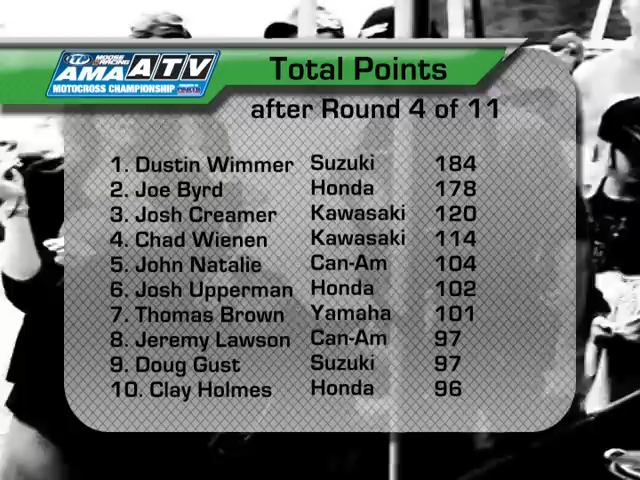 MOOSE RACING
AMA ATV
MOTOCROSS CHAMPIONSHIP
Total Points
after Round 4 of 11
1. Dustin Wimmer Suzuki 184
2. Joe Byrd Honda 178
3. Josh Creamer Kawasaki 120
4. Chad Wienen Kawasaki 114
5. John Natalie Can-Am 104
6. Josh Upperman Honda 102
7. Thomas Brown Yamaha 101
8. Jeremy Lawson Can-Am 97
9. Doug Gust Suzuki 97
10. Clay Holmes Honda 96